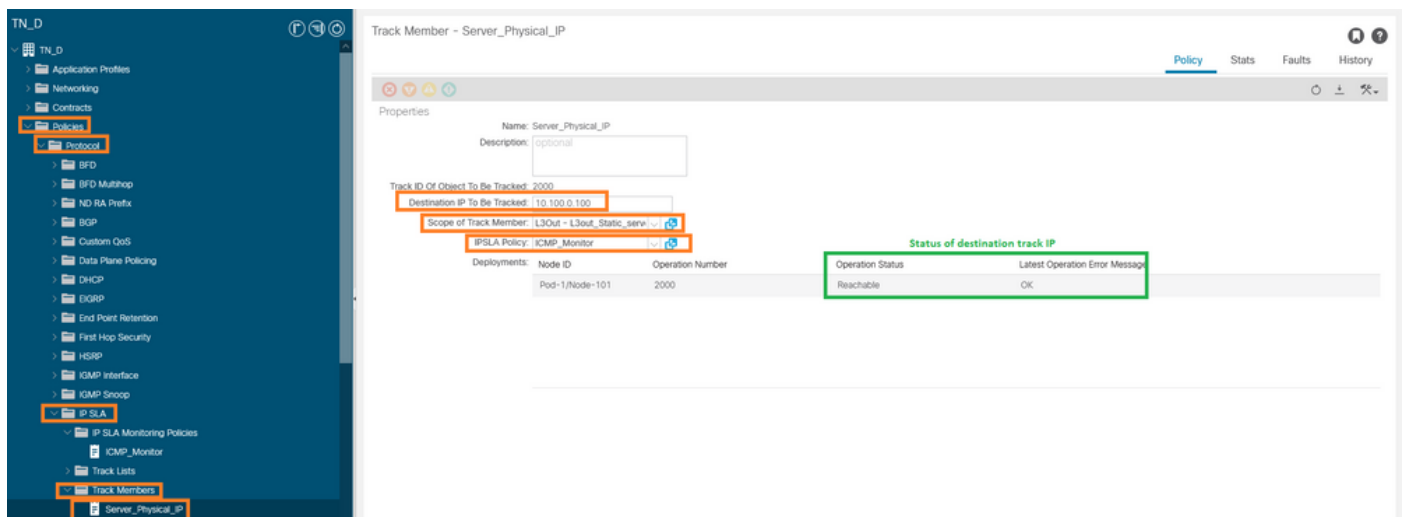 TN_D
TN_D
Application Profiles
Networking
Contracts
Policies
Protocol
BFD
BFD Multihop
ND RA Prefix
BGP
Custom QoS
Data Plane Policing
DHCP
EIGRP
End Point Retention
First Hop Security
HSRP
IGMP Interface
IGMP Snoop
IP SLA
IP SLA Monitoring Policies
ICMP_Monitor
Track Lists
Track Members
Server_Physical_IP
Track Member - Server_Physical_IP
Policy Stats Faults History
Properties
Name: Server_Physical_IP
Description: optional
Track ID Of Object To Be Tracked: 2000
Destination IP To Be Tracked: 10.100.0.100
Scope of Track Member: L3Out - L3out_Static_serv
IPSLA Policy: ICMP_Monitor
Status of destination track IP
Deployments: Node ID Operation Number Operation Status Latest Operation Error Message
Pod-1/Node-101 2000 Reachable OK